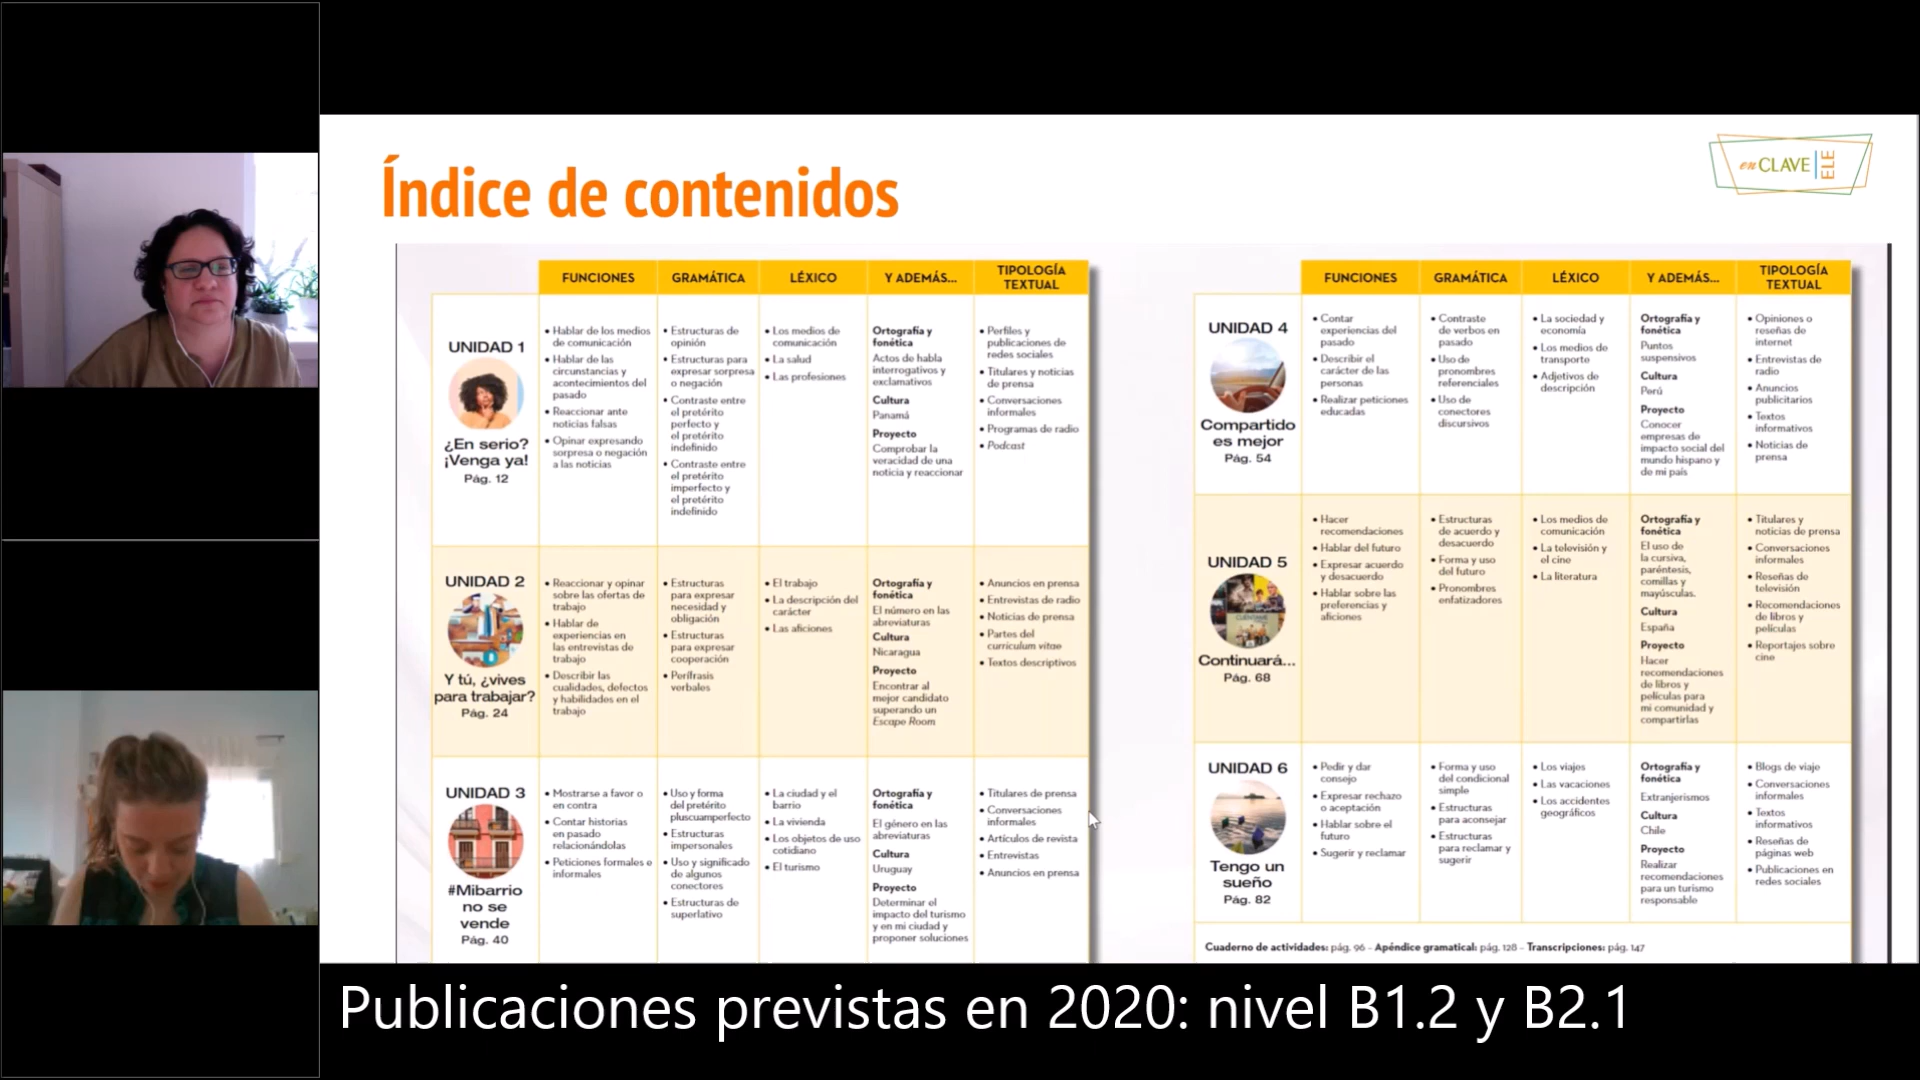 Índice de contenidos
en CLAVE ELE
FUNCIONES
GRAMÁTICA
LÉXICO
Y ADEMÁS...
TIPOLOGÍA
TEXTUAL
UNIDAD 1
¿En serio?
¡Venga ya!
Pág. 12
• Hablar de los medios
de comunicación
• Hablar de las
circunstancias y
acontecimientos del
pasado
• Reaccionar ante
noticias falsas
• Opinar expresando
sorpresa o negación
a las noticias
• Estructuras de
opinión
• Estructuras para
expresar sorpresa
o negación
• Contraste entre
el pretérito
perfecto y
el pretérito
indefinido
• Contraste entre
el pretérito
imperfecto y
el pretérito
indefinido
• Los medios de
comunicación
• La salud
• Las profesiones
Ortografía y
fonética
Actos de habla
interrogativos y
exclamativos
Cultura
Panamá
Proyecto
Comprobar la
veracidad de una
noticia y reaccionar
• Perfiles y
publicaciones de
redes sociales
• Titulares y noticias
de prensa
• Conversaciones
informales
• Programas de radio
• Podcast
UNIDAD 2
Y tú, ¿vives
para trabajar?
Pág. 24
• Reaccionar y opinar
sobre las ofertas de
trabajo
• Hablar de
experiencias en
las entrevistas de
trabajo
• Describir las
cualidades, defectos
y habilidades en el
trabajo
• Estructuras
para expresar
necesidad y
obligación
• Estructuras
para expresar
cooperación
• Perífrasis
verbales
• El trabajo
• La descripción del
carácter
• Las aficiones
Ortografía y
fonética
El número en las
abreviaturas
Cultura
Nicaragua
Proyecto
Encontrar al
mejor candidato
superando un
Escape Room
• Anuncios en prensa
• Entrevistas de radio
• Noticias de prensa
• Partes del
curriculum vitae
• Textos descriptivos
UNIDAD 3
#Mibarrio
no se
vende
Pág. 40
• Mostrarse a favor o
en contra
• Contar historias
en pasado
relacionándolas
• Peticiones formales e
informales
• Uso y forma
del pretérito
pluscuamperfecto
• Estructuras
impersonales
• Uso y significado
de algunos
conectores
• Estructuras de
superlativo
• La ciudad y el
barrio
• La vivienda
• Los objetos de uso
cotidiano
• El turismo
Ortografía y
fonética
El género en las
abreviaturas
Cultura
Uruguay
Proyecto
Determinar el
impacto del turismo
y en mi ciudad y
proponer soluciones
• Titulares de prensa
• Conversaciones
informales
• Artículos de revista
• Entrevistas
• Anuncios en prensa
FUNCIONES
GRAMÁTICA
LÉXICO
Y ADEMÁS...
TIPOLOGÍA
TEXTUAL
UNIDAD 4
Compartido
es mejor
Pág. 54
• Contar
experiencias del
pasado
• Describir el
carácter de las
personas
• Realizar peticiones
educadas
• Contraste
de verbos en
pasado
• Uso de
pronombres
referenciales
• Uso de
conectores
discursivos
• La sociedad y
economía
• Los medios de
transporte
• Adjetivos de
descripción
Ortografía y
fonética
Puntos
suspensivos
Cultura
Perú
Proyecto
Conocer
empresas de
impacto social del
mundo hispano y
de mi país
• Opiniones o
reseñas de
internet
• Entrevistas de
radio
• Anuncios
publicitarios
• Textos
informativos
• Noticias de
prensa
UNIDAD 5
Continuará...
Pág. 68
• Hacer
recomendaciones
• Hablar del futuro
• Expresar acuerdo
y desacuerdo
• Hablar sobre las
preferencias y
aficiones
• Estructuras
de acuerdo y
desacuerdo
• Forma y uso
del futuro
• Pronombres
enfatizadores
• Los medios de
comunicación
• La televisión y
el cine
• La literatura
Ortografía y
fonética
El uso de
la cursiva,
paréntesis,
comillas y
mayúsculas.
Cultura
España
Proyecto
Hacer
recomendaciones
de libros y
películas para
mi comunidad y
compartirlas
• Titulares y
noticias de prensa
• Conversaciones
informales
• Reseñas de
televisión
• Recomendaciones
de libros y
películas
• Reportajes sobre
cine
UNIDAD 6
Tengo un
sueño
Pág. 82
• Pedir y dar
consejo
• Expresar rechazo
o aceptación
• Hablar sobre el
futuro
• Sugerir y reclamar
• Forma y uso
del condicional
simple
• Estructuras
para aconsejar
• Estructuras
para reclamar y
sugerir
• Los viajes
• Las vacaciones
• Los accidentes
geográficos
Ortografía y
fonética
Extranjerismos
Cultura
Chile
Proyecto
Realizar
recomendaciones
para un turismo
responsable
• Blogs de viaje
• Conversaciones
informales
• Textos
informativos
• Reseñas de
páginas web
• Publicaciones en
redes sociales
Cuaderno de actividades: pág. 96 – Apéndice gramatical: pág. 128 – Transcripciones: pág. 147
Publicaciones previstas en 2020: nivel B1.2 y B2.1